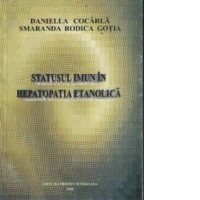 DANIELLA COCÂRLĂ
SMARANDA RODICA GOȚIA
STATUSUL IMUN ÎN
HEPATOPATIA ETANOLICĂ